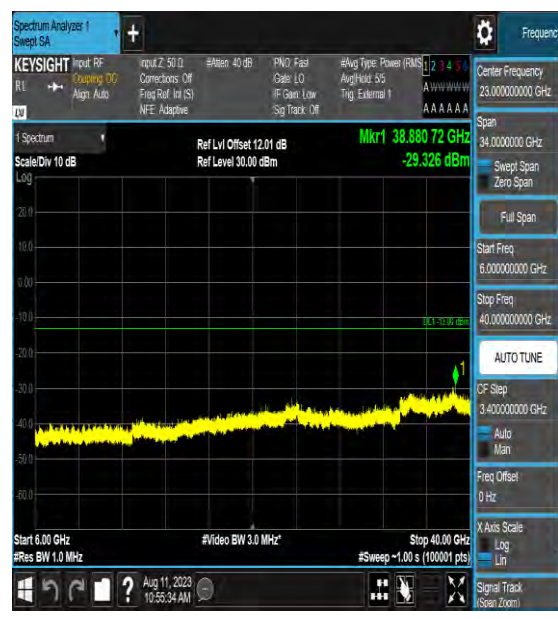 Spectrum Analyzer 1
Swept SA
Frequenc
KEYSIGHT
Input: RF
Coupling: DC
Align: Auto
Input Z: 50 Ω
Corrections: Off
Freq Ref: Int (S)
NFE: Adaptive
#Atten: 40 dB
PNO: Fast
Gate: LO
IF Gain: Low
Sig Track: Off
#Avg Type: Power (RMS
Avg|Hold: 5/5
Trig: External 1
1 2 3 4 5 6
A W W W W W
A A A A A A
LW
1 Spectrum
Scale/Div 10 dB
Ref Lvl Offset 12.01 dB
Ref Level 30.00 dBm
Mkr1 38.880 72 GHz
-29.326 dBm
Log
20.0
10.0
0.00
-10.0
DL1 -13.00 dBm
-20.0
1
-30.0
-40.0
-50.0
-60.0
Start 6.00 GHz
#Res BW 1.0 MHz
#Video BW 3.0 MHz*
Stop 40.00 GHz
#Sweep ~1.00 s (100001 pts)
Center Frequency
23.000000000 GHz
Span
34.0000000 GHz
Swept Span
Zero Span
Full Span
Start Freq
6.000000000 GHz
Stop Freq
40.000000000 GHz
AUTO TUNE
CF Step
3.400000000 GHz
Auto
Man
Freq Offset
0 Hz
X Axis Scale
Log
Lin
Signal Track
(Span Zoom)
?
Aug 11, 2023
10:55:34 AM